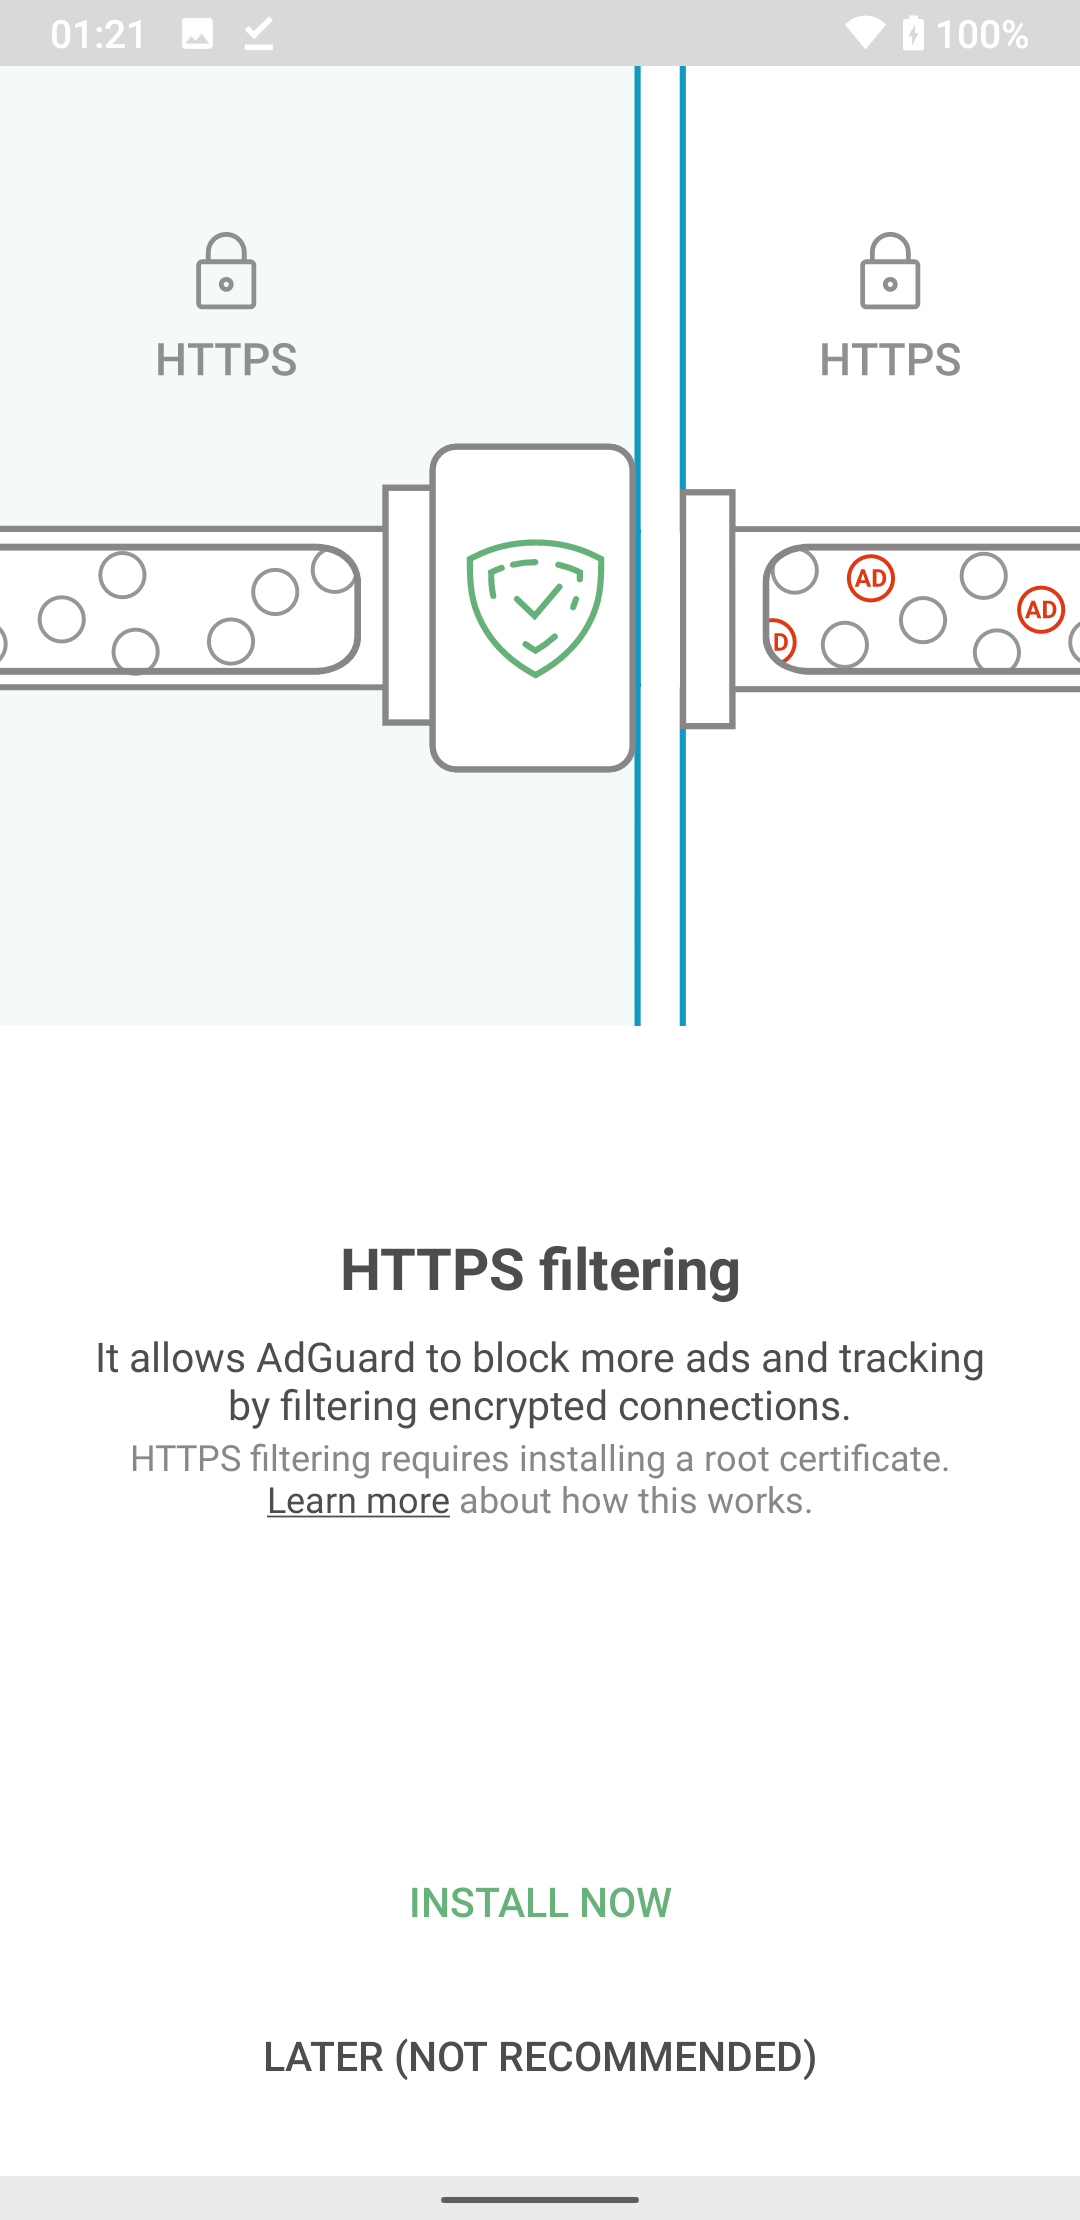 01:21
100%
HTTPS
HTTPS
AD
AD
D
HTTPS filtering
It allows AdGuard to block more ads and tracking
by filtering encrypted connections.
HTTPS filtering requires installing a root certificate.
Learn more about how this works.
INSTALL NOW
LATER (NOT RECOMMENDED)